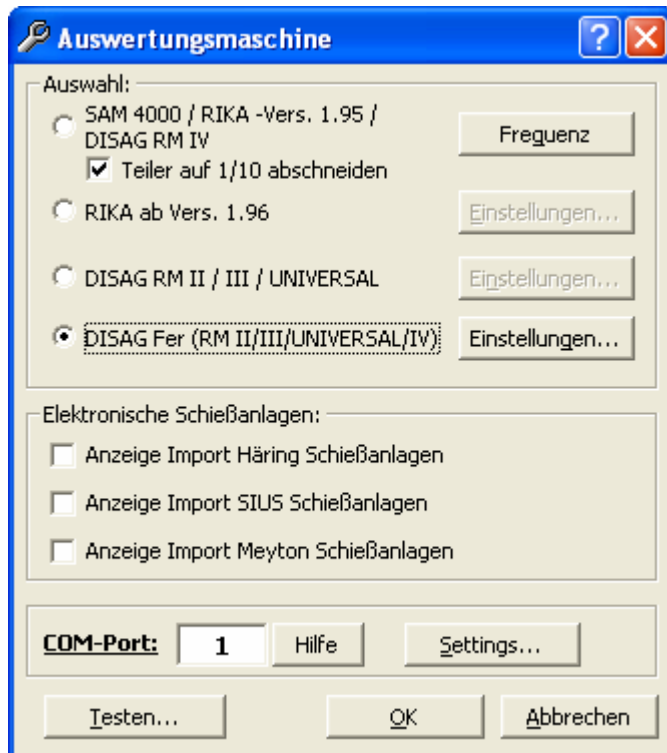 Auswertungsmaschine
Auswahl:
SAM 4000 / RIKA -Vers. 1.95 /
DISAG RM IV
Frequenz
Teiler auf 1/10 abschneiden
RIKA ab Vers. 1.96
Einstellungen...
DISAG RM II / III / UNIVERSAL
Einstellungen...
DISAG Fer (RM II/III/UNIVERSAL/IV)
Einstellungen...
Elektronische Schießanlagen:
Anzeige Import Häring Schießanlagen
Anzeige Import SIUS Schießanlagen
Anzeige Import Meyton Schießanlagen
COM-Port:
1
Hilfe
Settings...
Testen...
OK
Abbrechen